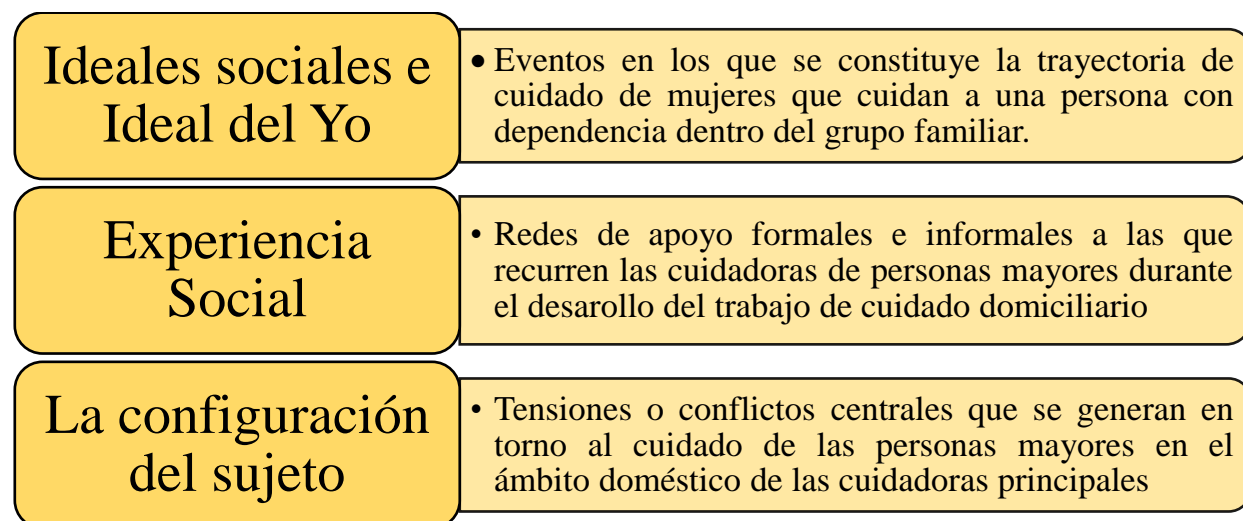 Ideales sociales e
Ideal del Yo
• Eventos en los que se constituye la trayectoria de
cuidado de mujeres que cuidan a una persona con
dependencia dentro del grupo familiar.
Experiencia
Social
• Redes de apoyo formales e informales a las que
recurren las cuidadoras de personas mayores durante
el desarollo del trabajo de cuidado domiciliario
La configuración
del sujeto
• Tensiones o conflictos centrales que se generan en
torno al cuidado de las personas mayores en el
ámbito doméstico de las cuidadoras principales